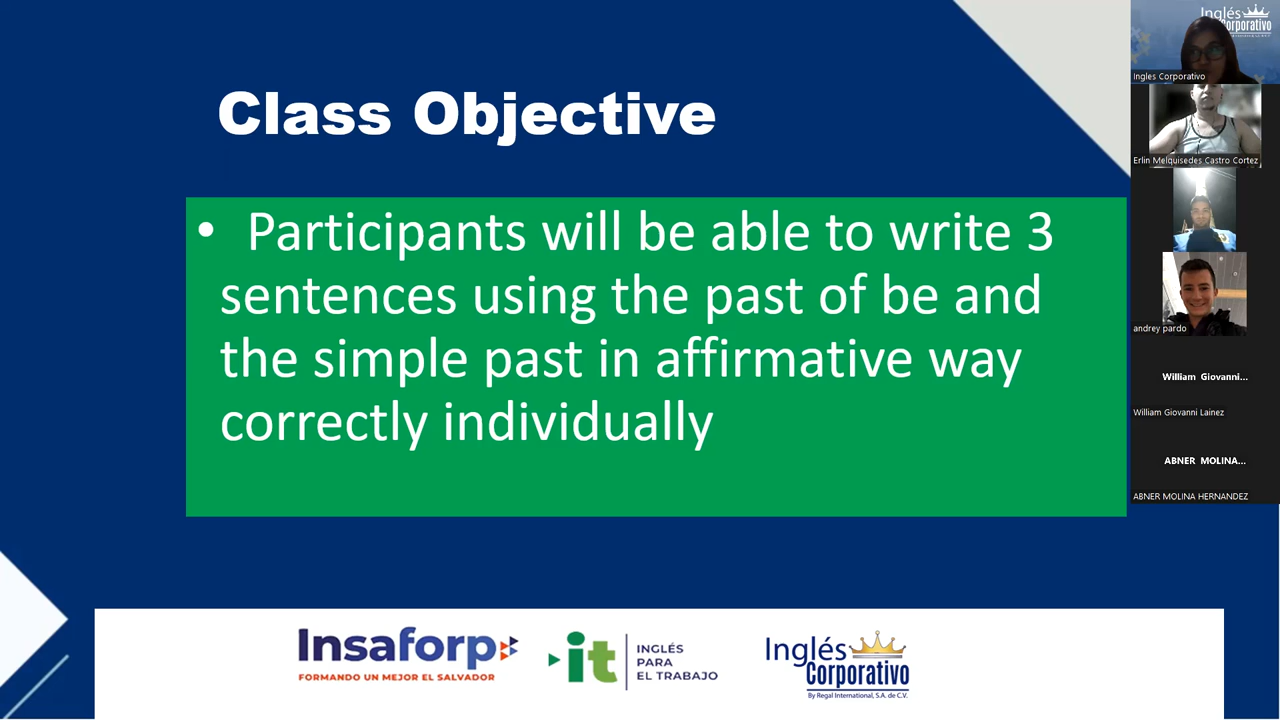 Class Objective
• Participants will be able to write 3
sentences using the past of be and
the simple past in affirmative way
correctly individually
Insaforp
FORMANDO UN MEJOR EL SALVADOR
it
INGLÉS
PARA
EL TRABAJO
Inglés
Corporativo
By Regal International, S.A. de C.V.
Inglés
Corporativo
Ingles Corporativo
Erlin Melquisedes Castro Cortez
andrey pardo
William Giovanni...
William Giovanni Lainez
ABNER MOLINA...
ABNER MOLINA HERNANDEZ